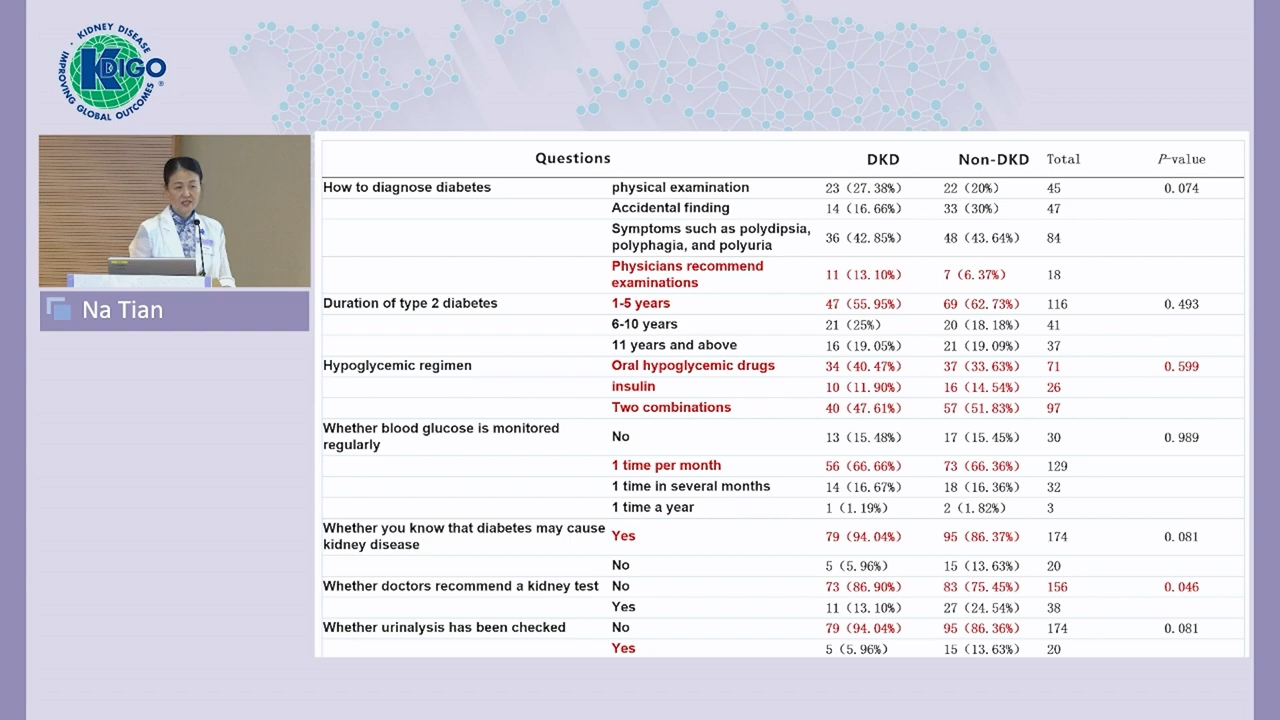 KIDNEY DISEASE
IMPROVING GLOBAL OUTCOMES
KDIGO
®
Na Tian
Questions DKD Non-DKD Total P-value
How to diagnose diabetes physical examination 23 (27.38%) 22 (20%) 45 0.074
Accidental finding 14 (16.66%) 33 (30%) 47
Symptoms such as polydipsia,
polyphagia, and polyuria 36 (42.85%) 48 (43.64%) 84
Physicians recommend
examinations 11 (13.10%) 7 (6.37%) 18
Duration of type 2 diabetes 1-5 years 47 (55.95%) 69 (62.73%) 116 0.493
6-10 years 21 (25%) 20 (18.18%) 41
11 years and above 16 (19.05%) 21 (19.09%) 37
Hypoglycemic regimen Oral hypoglycemic drugs 34 (40.47%) 37 (33.63%) 71 0.599
insulin 10 (11.90%) 16 (14.54%) 26
Two combinations 40 (47.61%) 57 (51.83%) 97
Whether blood glucose is monitored
regularly No 13 (15.48%) 17 (15.45%) 30 0.989
1 time per month 56 (66.66%) 73 (66.36%) 129
1 time in several months 14 (16.67%) 18 (16.36%) 32
1 time a year 1 (1.19%) 2 (1.82%) 3
Whether you know that diabetes may cause
kidney disease Yes 79 (94.04%) 95 (86.37%) 174 0.081
No 5 (5.96%) 15 (13.63%) 20
Whether doctors recommend a kidney test No 73 (86.90%) 83 (75.45%) 156 0.046
Yes 11 (13.10%) 27 (24.54%) 38
Whether urinalysis has been checked No 79 (94.04%) 95 (86.36%) 174 0.081
Yes 5 (5.96%) 15 (13.63%) 20